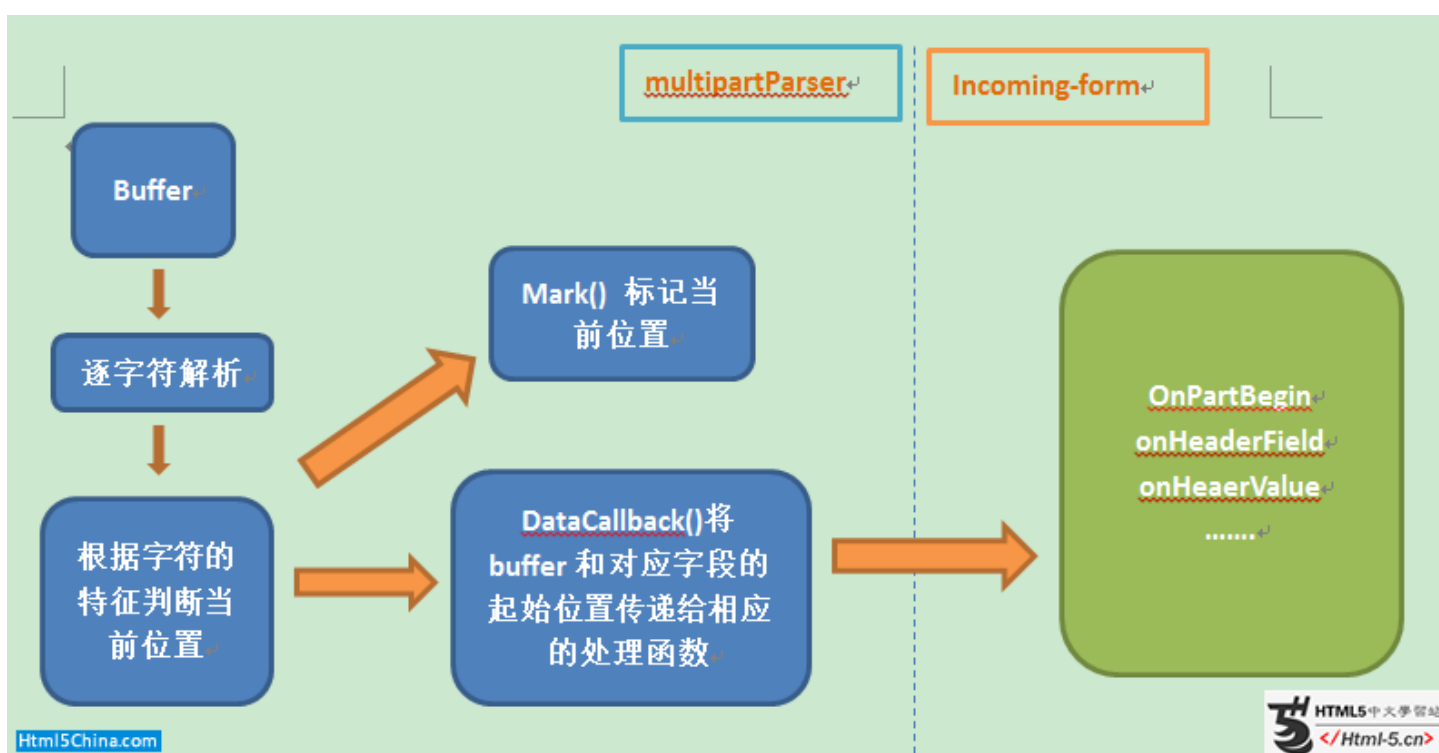 multipartParser
Incoming-form
Buffer
逐字符解析
根据字符的
特征判断当
前位置
Mark() 标记当
前位置
DataCallback()将
buffer 和对应字段的
起始位置传递给相应
的处理函数
OnPartBegin
onHeaderField
onHeaerValue
.......
Html5China.com
HTML5中文學習站
</Html-5.cn>